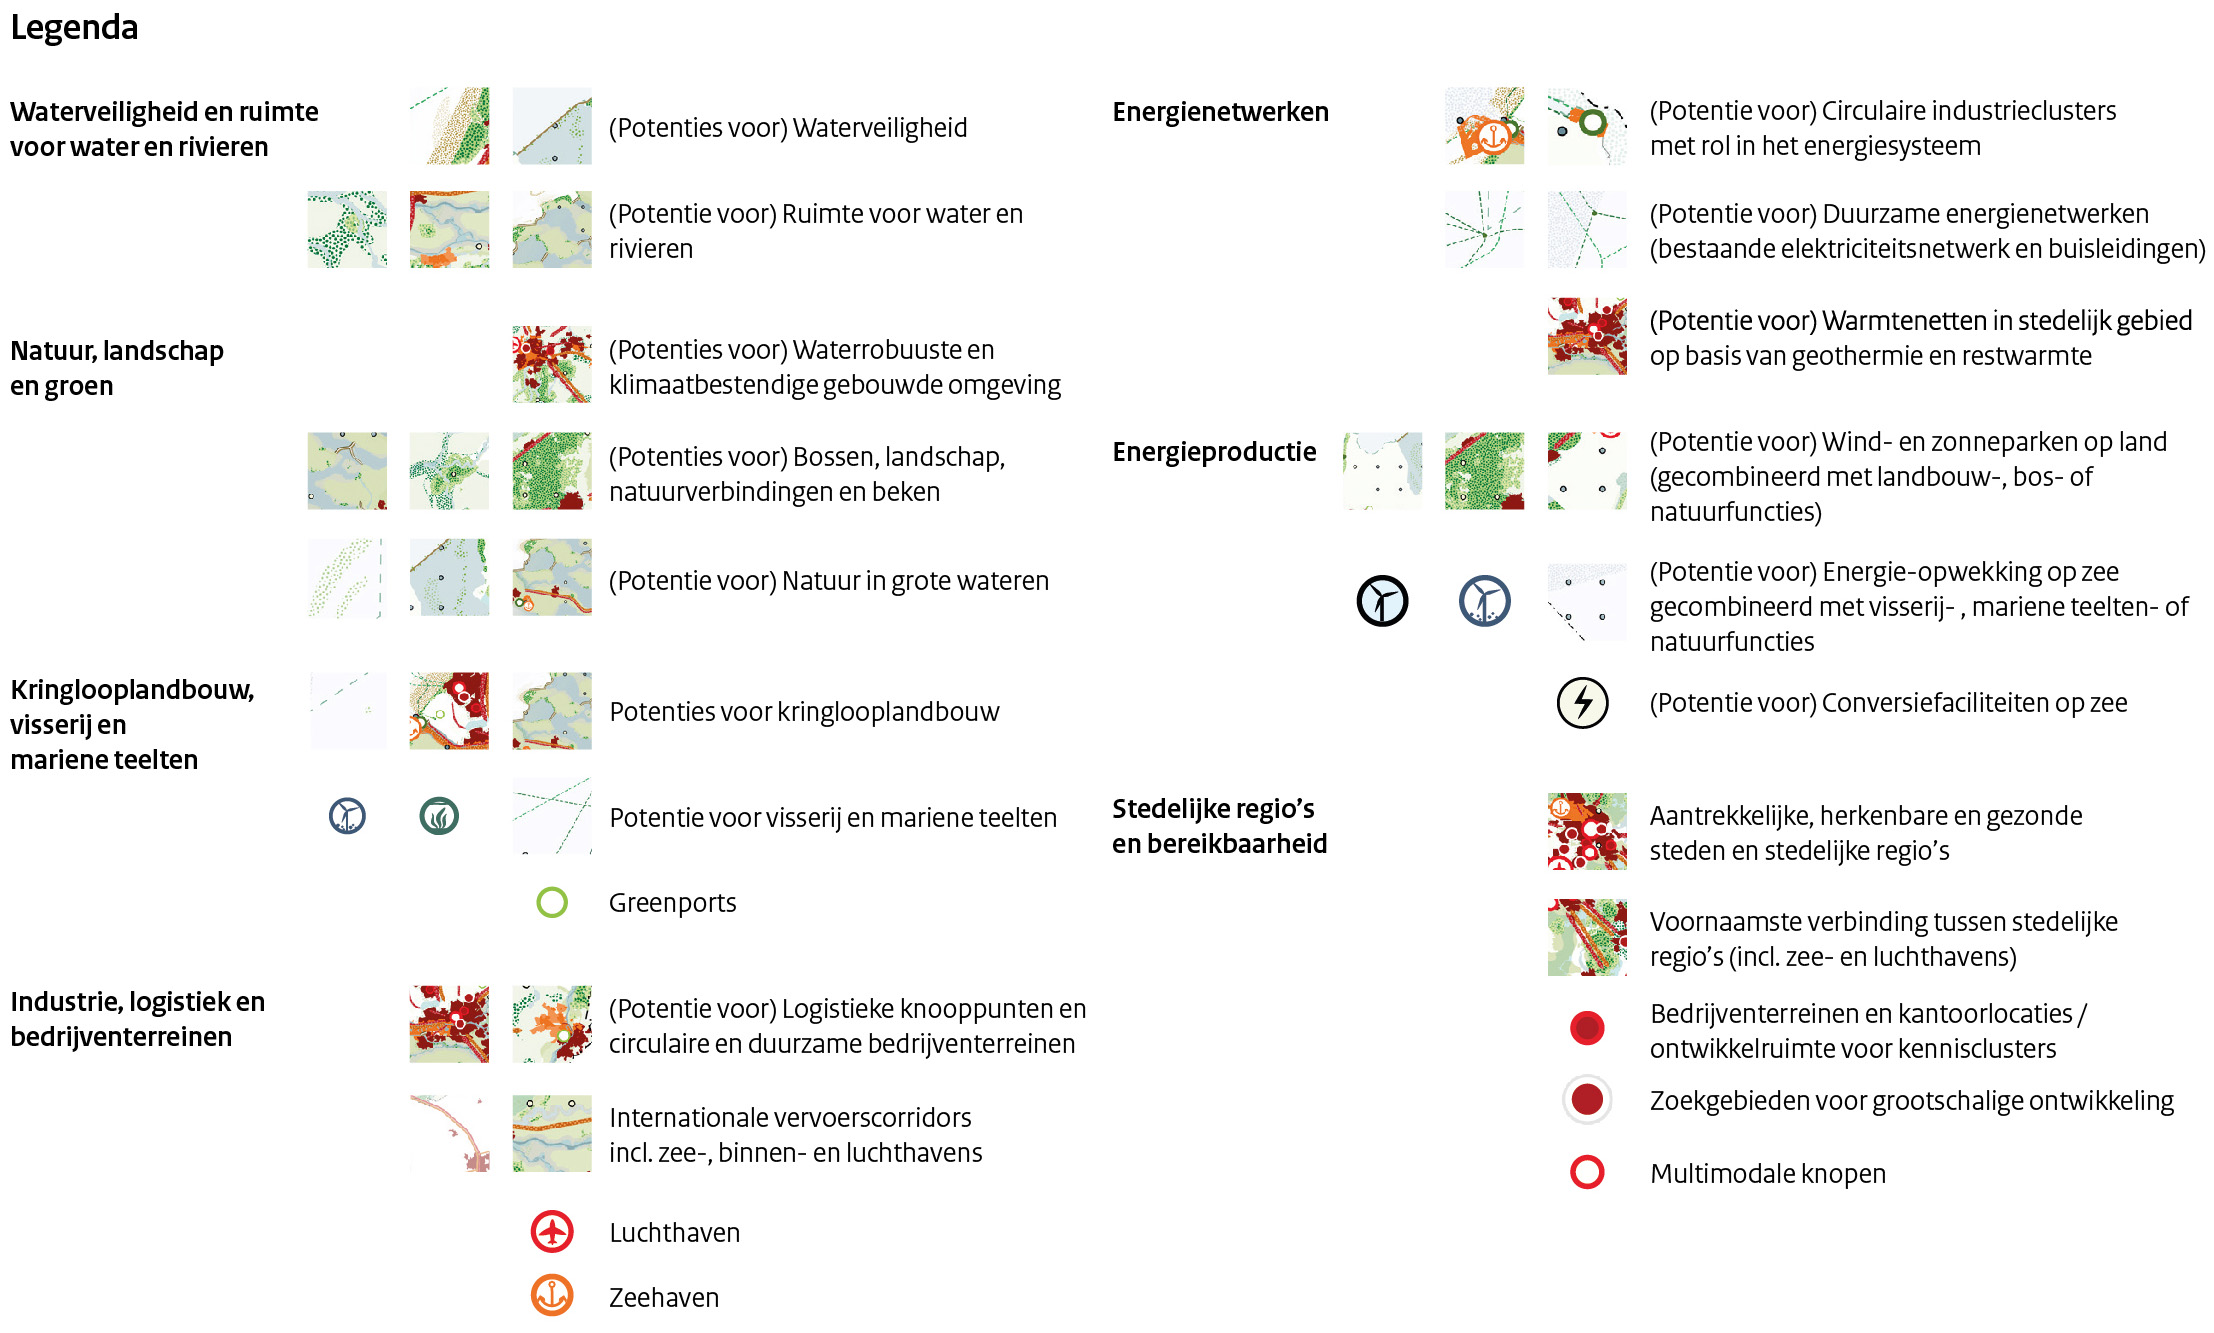 Legenda
Waterveiligheid en ruimte
voor water en rivieren
(Potenties voor) Waterveiligheid
(Potentie voor) Ruimte voor water en
rivieren
Natuur, landschap
en groen
(Potenties voor) Waterrobuuste en
klimaatbestendige gebouwde omgeving
(Potenties voor) Bossen, landschap,
natuurverbindingen en beken
(Potentie voor) Natuur in grote wateren
Kringlooplandbouw,
visserij en
mariene teelten
Potenties voor kringlooplandbouw
Potentie voor visserij en mariene teelten
Greenports
Industrie, logistiek en
bedrijventerreinen
(Potentie voor) Logistieke knooppunten en
circulaire en duurzame bedrijventerreinen
Internationale vervoerscorridors
incl. zee-, binnen- en luchthavens
Luchthaven
Zeehaven
Energienetwerken
(Potentie voor) Circulaire industrieclusters
met rol in het energiesysteem
(Potentie voor) Duurzame energienetwerken
(bestaande elektriciteitsnetwerk en buisleidingen)
(Potentie voor) Warmtenetten in stedelijk gebied
op basis van geothermie en restwarmte
Energieproductie
(Potentie voor) Wind- en zonneparken op land
(gecombineerd met landbouw-, bos- of
natuurfuncties)
(Potentie voor) Energie-opwekking op zee
gecombineerd met visserij- , mariene teelten- of
natuurfuncties
(Potentie voor) Conversiefaciliteiten op zee
Stedelijke regio’s
en bereikbaarheid
Aantrekkelijke, herkenbare en gezonde
steden en stedelijke regio’s
Voornaamste verbinding tussen stedelijke
regio’s (incl. zee- en luchthavens)
Bedrijventerreinen en kantoorlocaties /
ontwikkelruimte voor kennisclusters
Zoekgebieden voor grootschalige ontwikkeling
Multimodale knopen